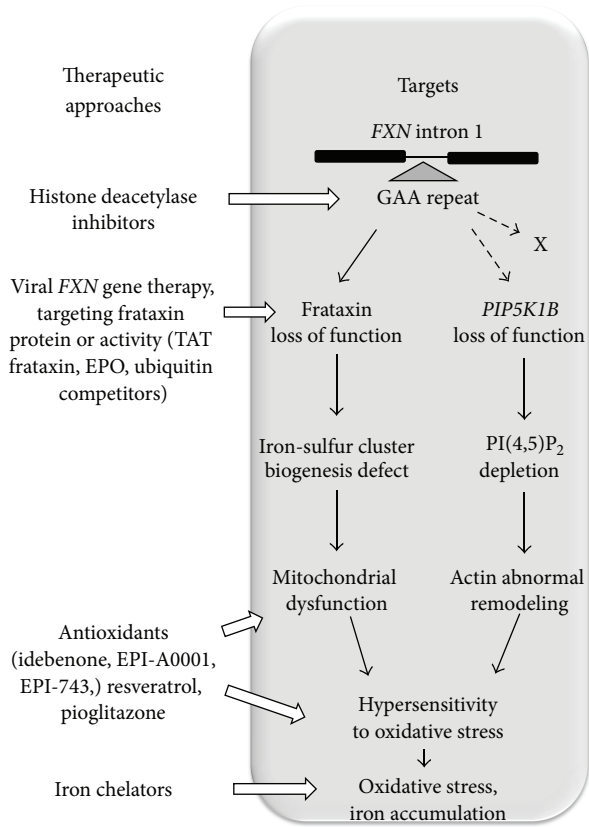 Therapeutic
approaches
Targets
FXN intron 1
Histone deacetylase
inhibitors
GAA repeat
X
Viral FXN gene therapy,
targeting frataxin
protein or activity (TAT
frataxin, EPO, ubiquitin
competitors)
Frataxin
loss of function
PIP5K1B
loss of function
Iron-sulfur cluster
biogenesis defect
PI(4,5)P₂
depletion
Mitochondrial
dysfunction
Actin abnormal
remodeling
Antioxidants
(idebenone, EPI-A0001,
EPI-743,) resveratrol,
pioglitazone
Hypersensitivity
to oxidative stress
Iron chelators
Oxidative stress,
iron accumulation